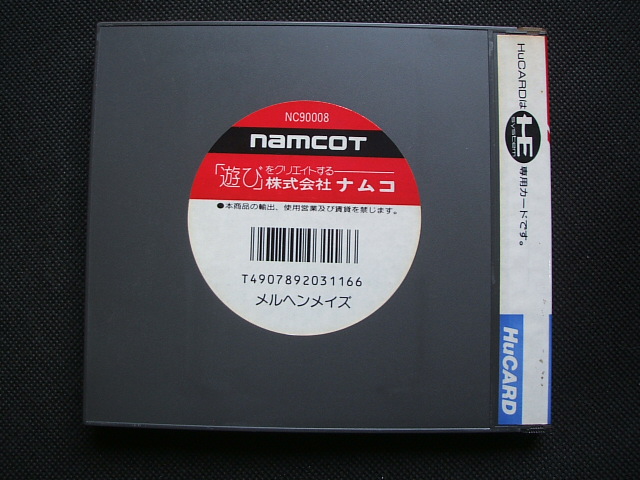 NC90008
namcot
「遊び」をクリエイトする
株式会社 ナムコ
●本商品の輸出、使用営業及び賃貸を禁じます。
T4907892031166
メルヘンメイズ
HuCARDは
HE
SYSTEM
専用カードです。
HuCARD